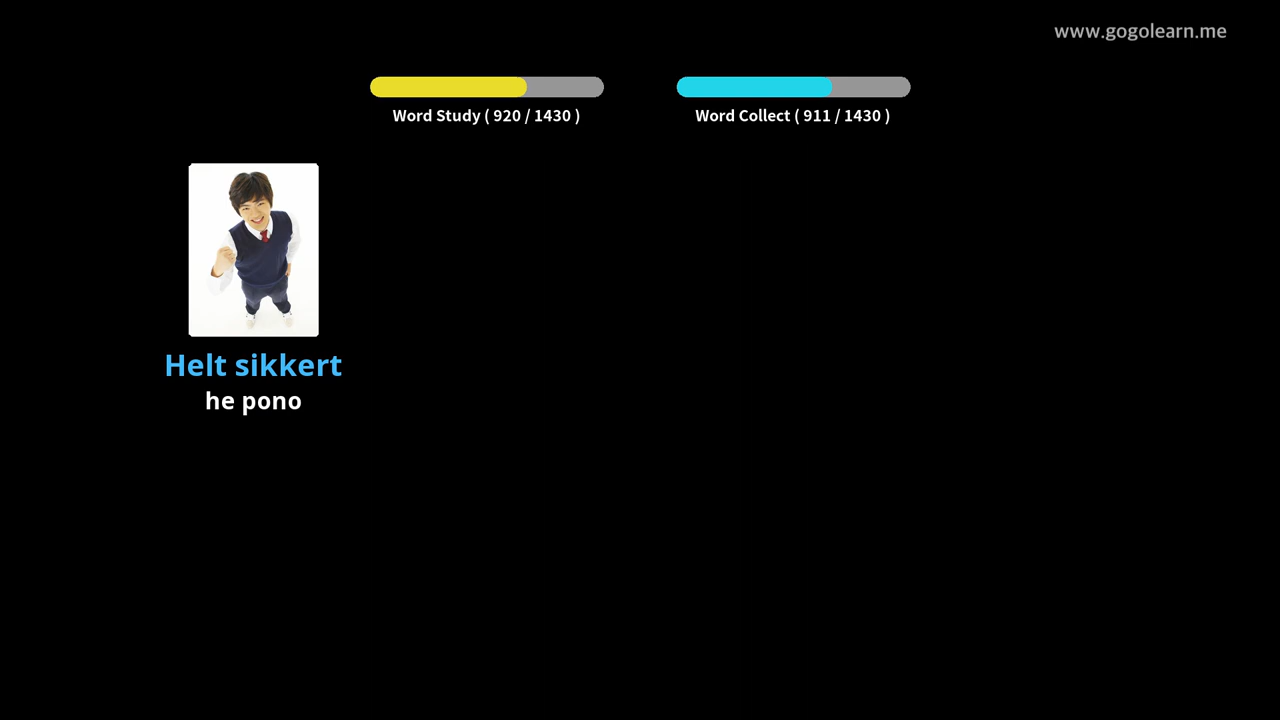 www.gogolearn.me
Word Study ( 920 / 1430 )
Word Collect ( 911 / 1430 )
Helt sikkert
he pono